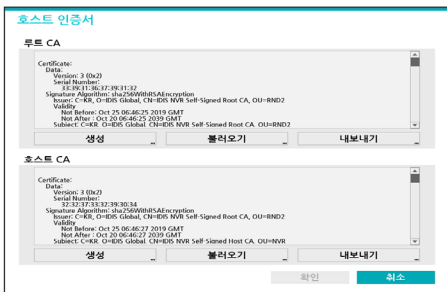 호스트 인증서
루트 CA
Certificate:
Data:
Version: 3 (0x2)
Serial Number:
33:39:31:36:37:39:31:32
Signature Algorithm: sha256WithRSAEncryption
Issuer: C=KR, O=IDIS Global, CN=IDIS NVR Self-Signed Root CA, OU=RND2
Validity
Not Before: Oct 25 06:46:25 2019 GMT
Not After : Oct 20 06:46:25 2039 GMT
Subject: C=KR, O=IDIS Global, CN=IDIS NVR Self-Signed Root CA, OU=RND2
생성... 불러오기... 내보내기...
호스트 CA
Certificate:
Data:
Version: 3 (0x2)
Serial Number:
32:32:37:33:32:39:30:34
Signature Algorithm: sha256WithRSAEncryption
Issuer: C=KR, O=IDIS Global, CN=IDIS NVR Self-Signed Root CA, OU=RND2
Validity
Not Before: Oct 25 06:46:27 2019 GMT
Not After : Oct 20 06:46:27 2039 GMT
Subject: C=KR, O=IDIS Global, CN=IDIS NVR Self-Signed Host CA, OU=NVR
생성... 불러오기... 내보내기...
확인 취소